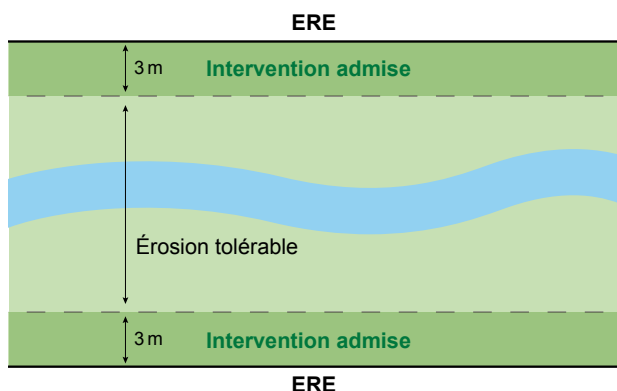 ERE
3 m Intervention admise
Érosion tolérable
3 m Intervention admise
ERE